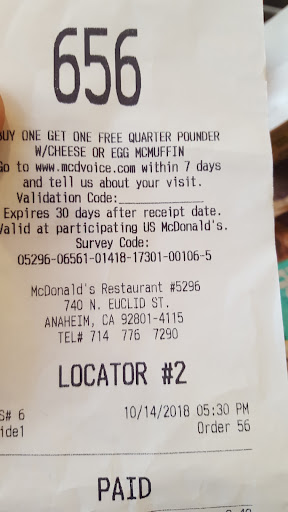 656
BUY ONE GET ONE FREE QUARTER POUNDER
W/CHEESE OR EGG MCMUFFIN
Go to www.mcdvoice.com within 7 days
and tell us about your visit.
Validation Code:
Expires 30 days after receipt date.
Valid at participating US McDonald's.
Survey Code:
05296-06561-01418-17301-00106-5
McDonald's Restaurant #5296
740 N. EUCLID ST.
ANAHEIM, CA 92801-4115
TEL# 714 776 7290
LOCATOR #2
S# 6 10/14/2018 05:30 PM
ide1 Order 56
PAID